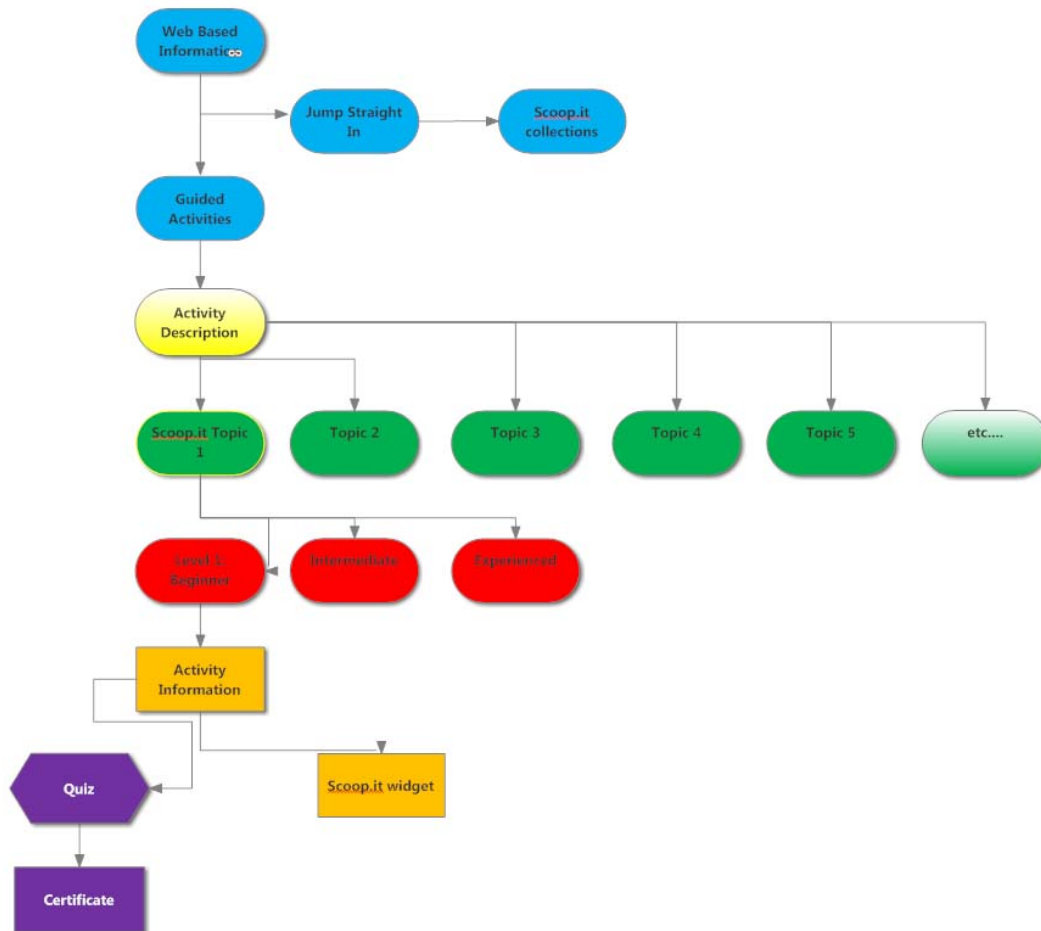 Web Based
Information
Jump Straight
In
Scoop.it
collections
Guided
Activities
Activity
Description
Scoop.it Topic
1
Topic 2
Topic 3
Topic 4
Topic 5
etc....
Level 1
Beginner
Intermediate
Experienced
Activity
Information
Scoop.it widget
Quiz
Certificate